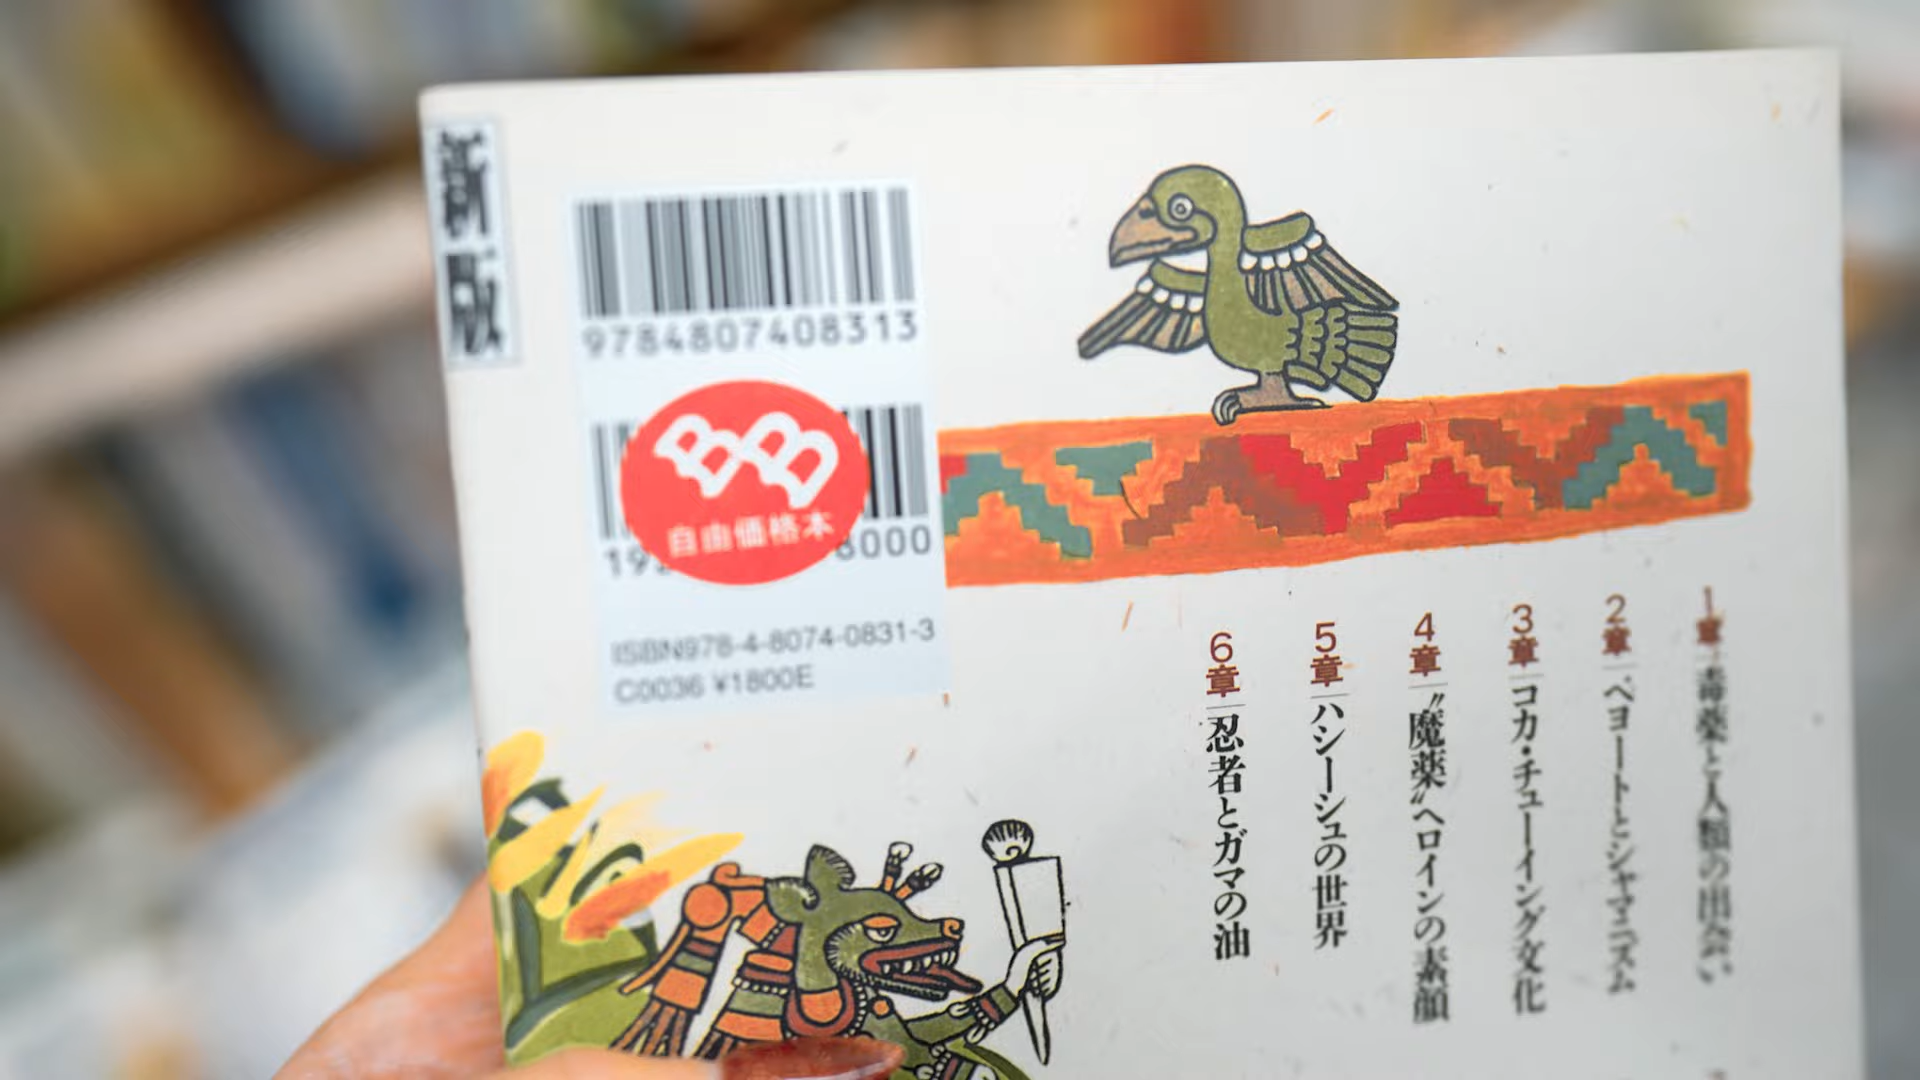 新版
9784807408313
BB
自由価格本
19
8000
ISBN978-4-8074-0831-3
C0036 ¥1800E
1章 毒薬と人類の出会い
2章 ペヨートとシャマニズム
3章 コカ・チューイング文化
4章 〝魔薬〟ヘロインの素顔
5章 ハシーシュの世界
6章 忍者とガマの油